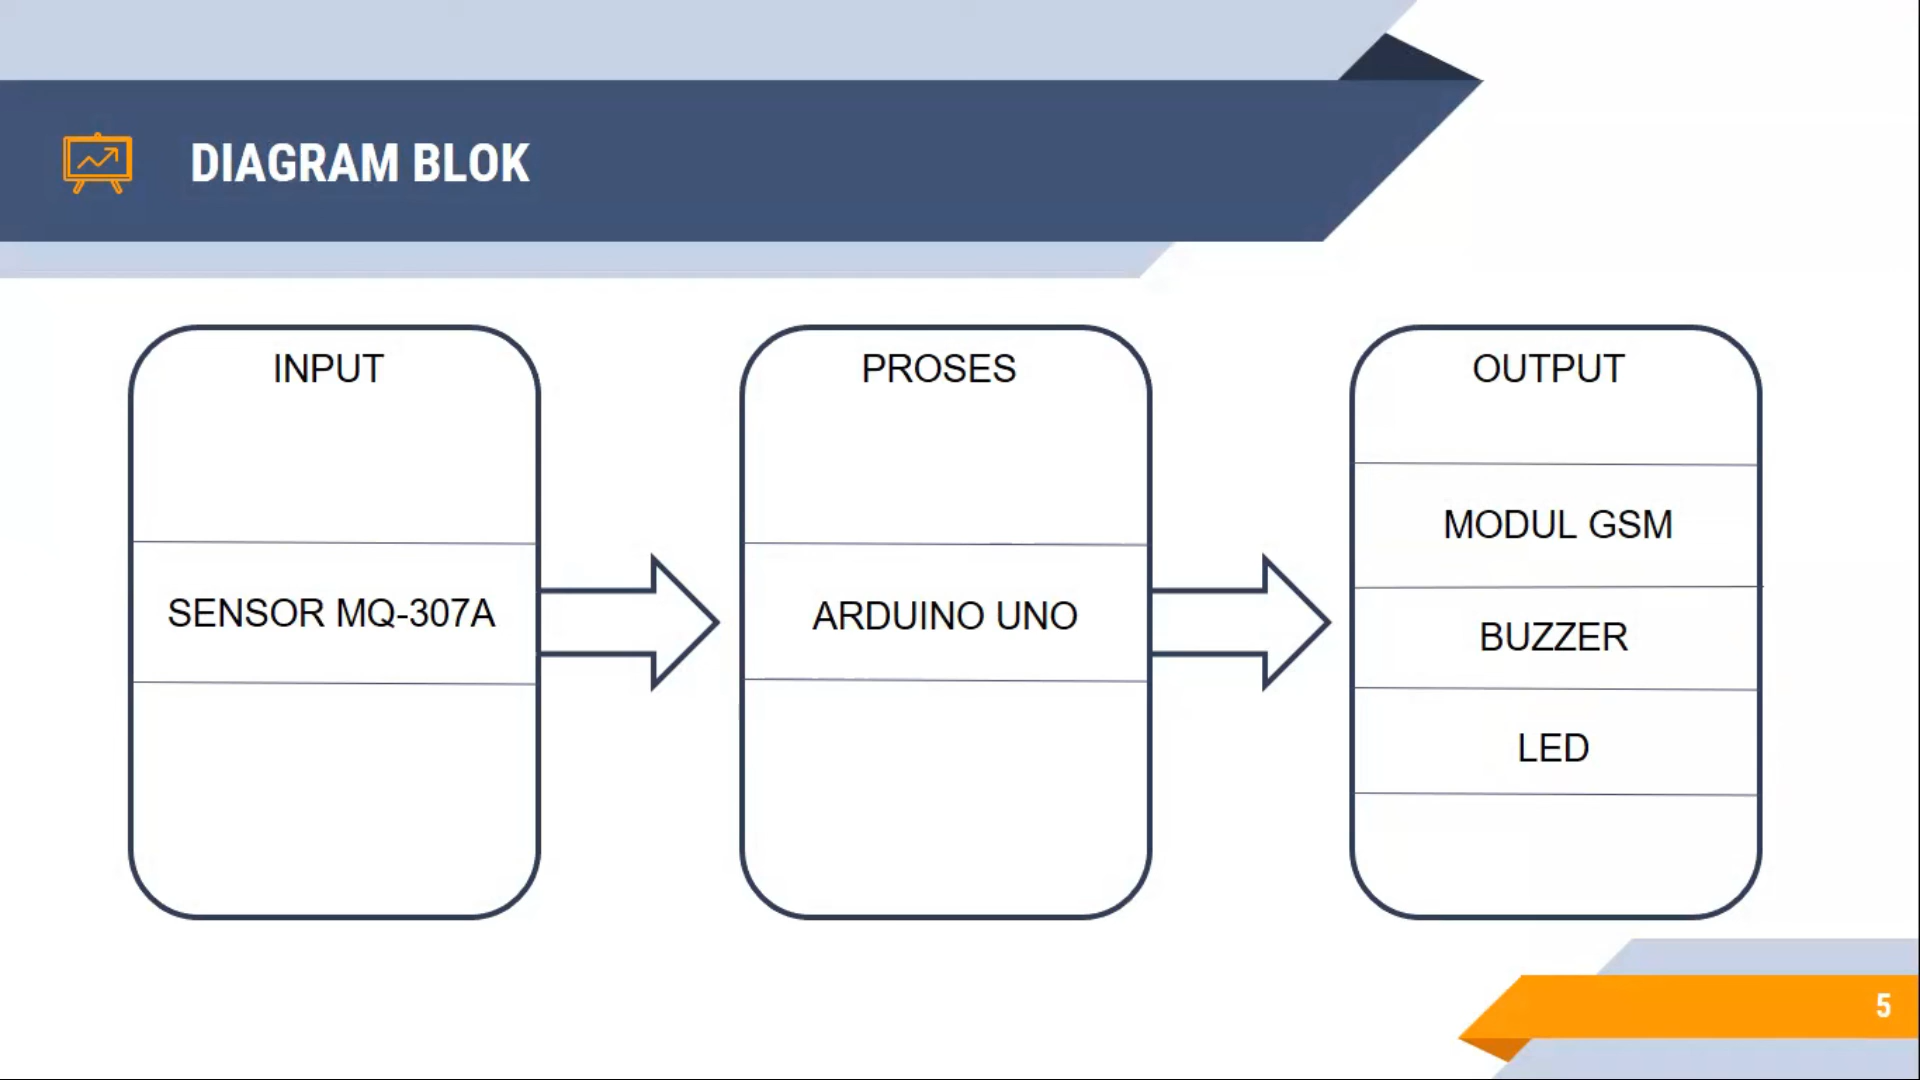 DIAGRAM BLOK
INPUT
SENSOR MQ-307A
PROSES
ARDUINO UNO
OUTPUT
MODUL GSM
BUZZER
LED
5